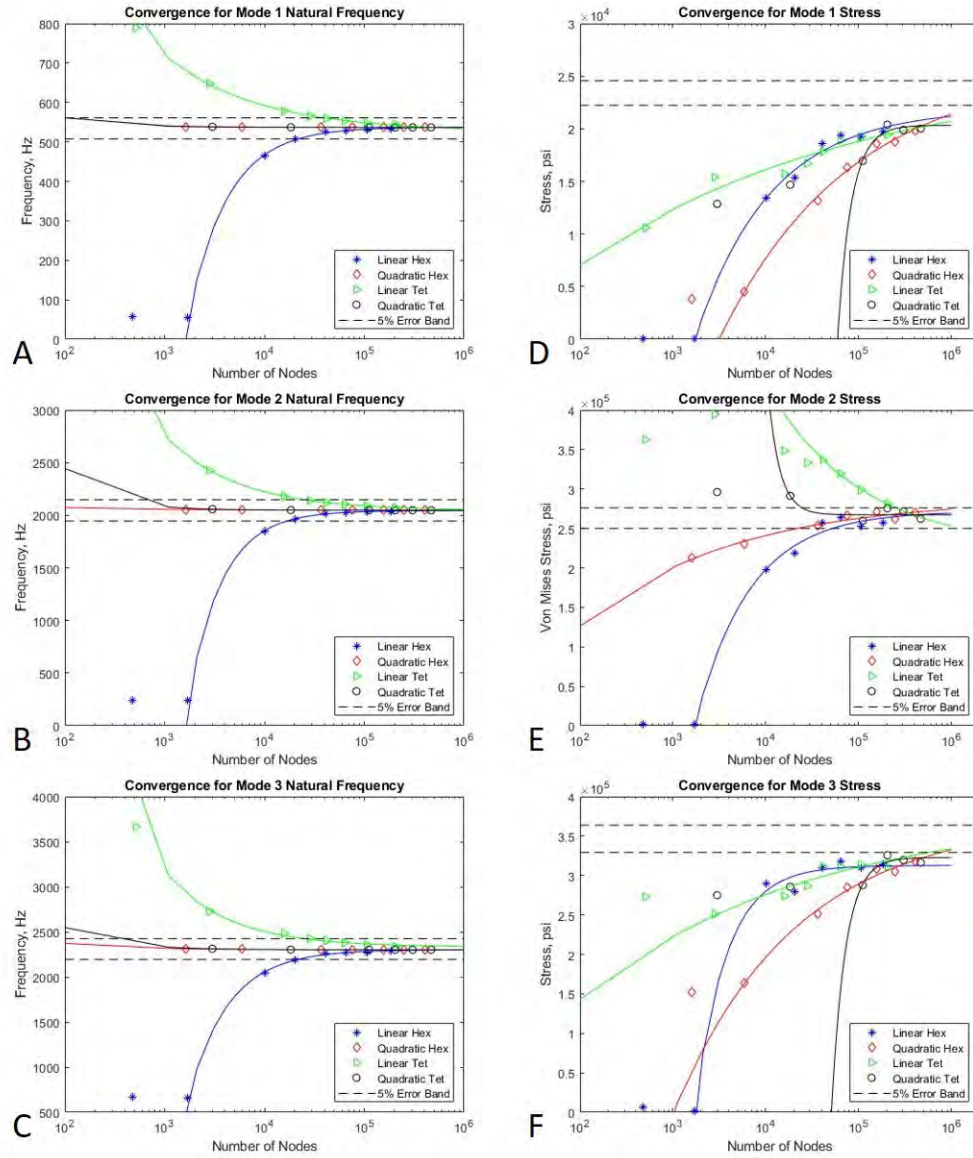 Convergence for Mode 1 Natural Frequency
800
700
600
500
400
300
200
100
0
Frequency, Hz
Linear Hex
Quadratic Hex
Linear Tet
Quadratic Tet
5% Error Band
10^2 10^3 10^4 10^5 10^6
Number of Nodes
A
Convergence for Mode 1 Stress
×10^4
3
2.5
2
1.5
1
0.5
0
Stress, psi
Linear Hex
Quadratic Hex
Linear Tet
Quadratic Tet
5% Error Band
10^2 10^3 10^4 10^5 10^6
Number of Nodes
D
Convergence for Mode 2 Natural Frequency
3000
2500
2000
1500
1000
500
0
Frequency, Hz
Linear Hex
Quadratic Hex
Linear Tet
Quadratic Tet
5% Error Band
10^2 10^3 10^4 10^5 10^6
Number of Nodes
B
Convergence for Mode 2 Stress
×10^5
4
3.5
3
2.5
2
1.5
1
0.5
0
Von Mises Stress, psi
Linear Hex
Quadratic Hex
Linear Tet
Quadratic Tet
5% Error Band
10^2 10^3 10^4 10^5 10^6
Number of Nodes
E
Convergence for Mode 3 Natural Frequency
4000
3500
3000
2500
2000
1500
1000
500
Frequency, Hz
Linear Hex
Quadratic Hex
Linear Tet
Quadratic Tet
5% Error Band
10^2 10^3 10^4 10^5 10^6
Number of Nodes
C
Convergence for Mode 3 Stress
×10^5
4
3.5
3
2.5
2
1.5
1
0.5
0
Stress, psi
Linear Hex
Quadratic Hex
Linear Tet
Quadratic Tet
5% Error Band
10^2 10^3 10^4 10^5 10^6
Number of Nodes
F